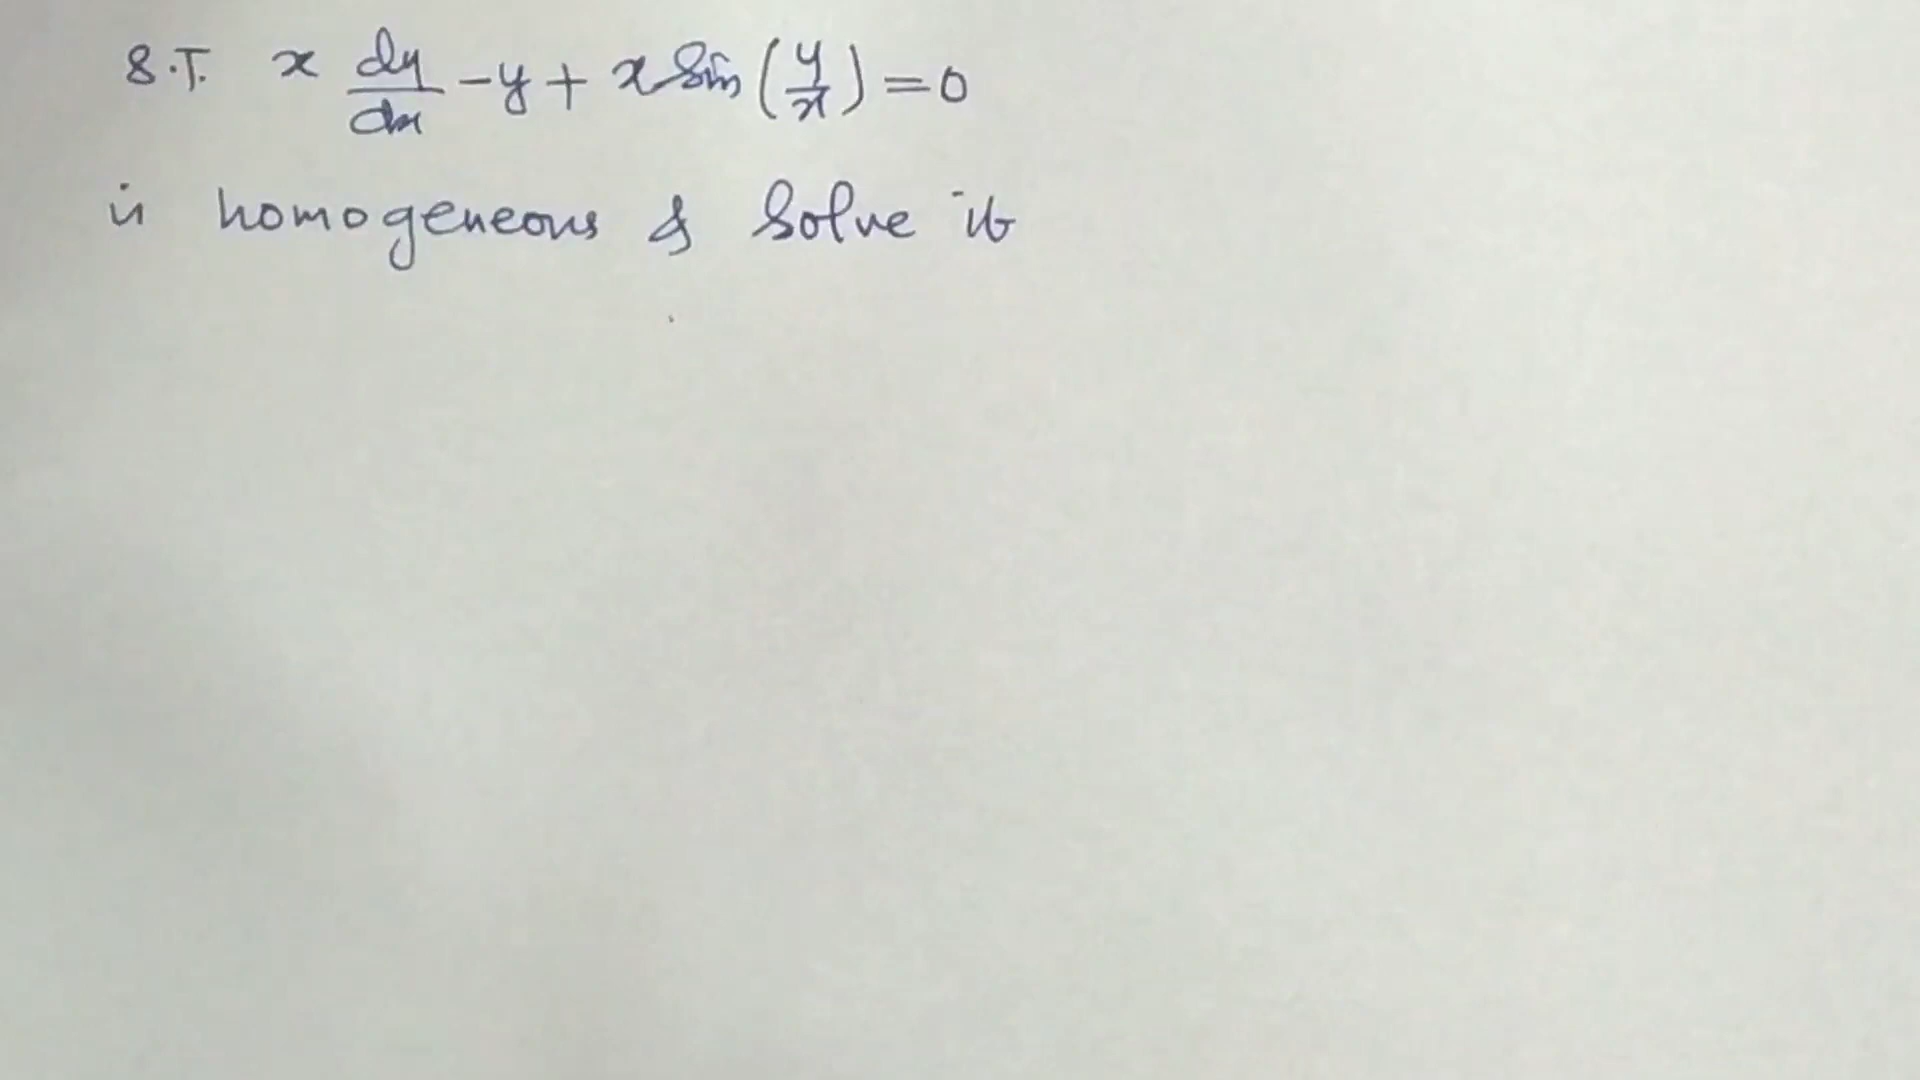 S.T. x dy/dx - y + x sin(y/x) = 0
is homogeneous & Solve it